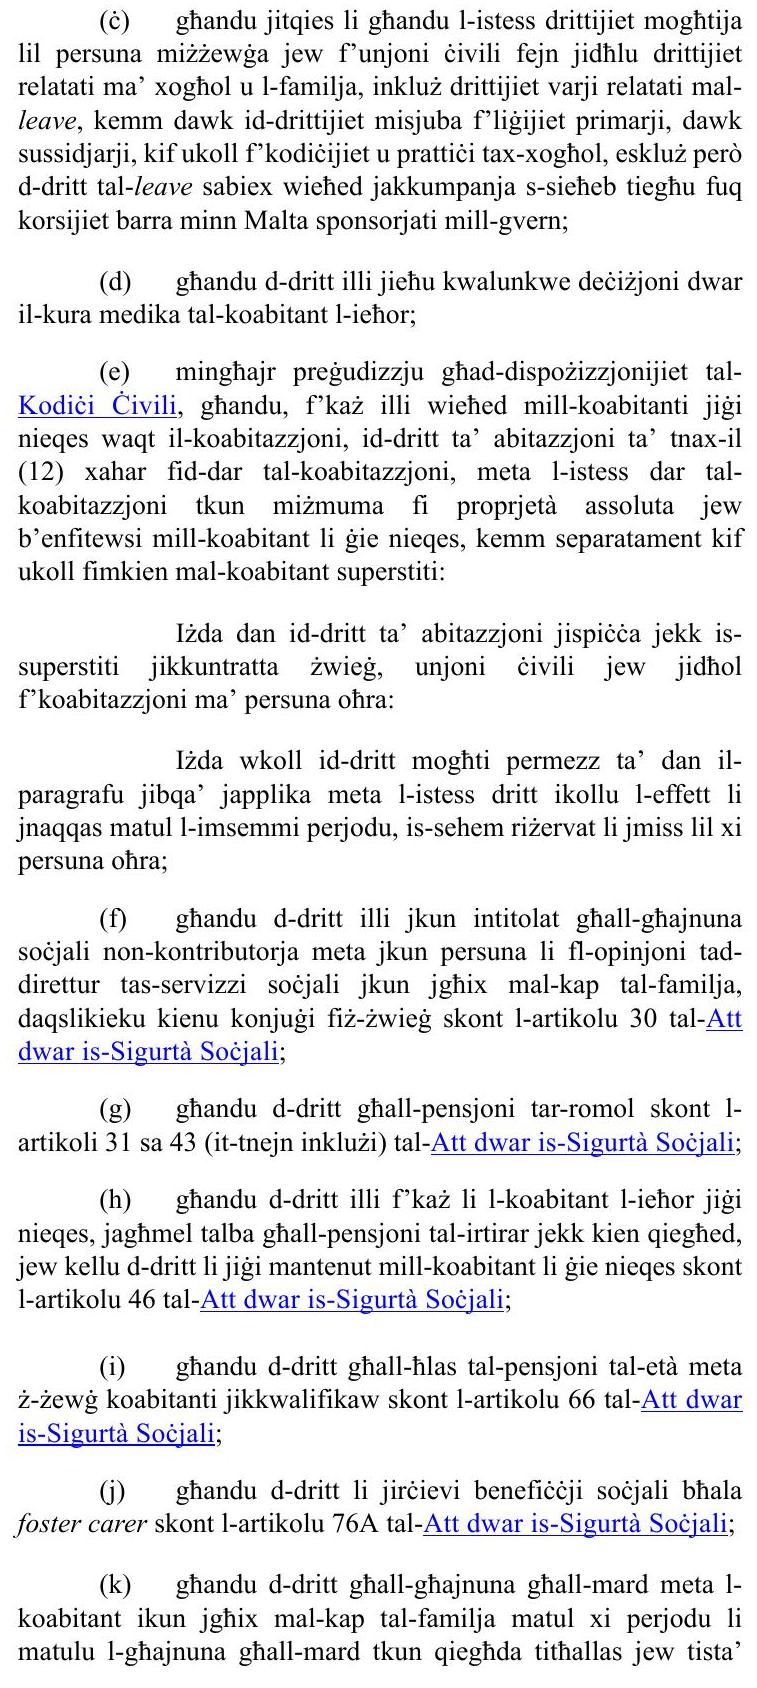 (ċ) għandu jitqies li għandu l-istess drittijiet mogħtija
lil persuna miżżewġa jew f’unjoni ċivili fejn jidħlu drittijiet
relatati ma’ xogħol u l-familja, inkluż drittijiet varji relatati mal-
leave, kemm dawk id-drittijiet misjuba f’liġijiet primarji, dawk
sussidjarji, kif ukoll f’kodiċijiet u prattiċi tax-xogħol, eskluż però
d-dritt tal-leave sabiex wieħed jakkumpanja s-sieħeb tiegħu fuq
korsijiet barra minn Malta sponsorjati mill-gvern;
(d) għandu d-dritt illi jieħu kwalunkwe deċiżjoni dwar
il-kura medika tal-koabitant l-ieħor;
(e) mingħajr preġudizzju għad-dispożizzjonijiet tal-
Kodiċi Ċivili, għandu, f’każ illi wieħed mill-koabitanti jiġi
nieqes waqt il-koabitazzjoni, id-dritt ta’ abitazzjoni ta’ tnax-il
(12) xahar fid-dar tal-koabitazzjoni, meta l-istess dar tal-
koabitazzjoni tkun miżmuma fi proprjetà assoluta jew
b’enfitewsi mill-koabitant li ġie nieqes, kemm separatament kif
ukoll fimkien mal-koabitant superstiti:
Iżda dan id-dritt ta’ abitazzjoni jispiċċa jekk is-
superstiti jikkuntratta żwieġ, unjoni ċivili jew jidħol
f’koabitazzjoni ma’ persuna oħra:
Iżda wkoll id-dritt mogħti permezz ta’ dan il-
paragrafu jibqa’ japplika meta l-istess dritt ikollu l-effett li
jnaqqas matul l-imsemmi perjodu, is-sehem riżervat li jmiss lil xi
persuna oħra;
(f) għandu d-dritt illi jkun intitolat għall-għajnuna
soċjali non-kontributorja meta jkun persuna li fl-opinjoni tad-
direttur tas-servizzi soċjali jkun jgħix mal-kap tal-familja,
daqslikieku kienu konjuġi fiż-żwieġ skont l-artikolu 30 tal-Att
dwar is-Sigurtà Soċjali;
(g) għandu d-dritt għall-pensjoni tar-romol skont l-
artikoli 31 sa 43 (it-tnejn inklużi) tal-Att dwar is-Sigurtà Soċjali;
(h) għandu d-dritt illi f’każ li l-koabitant l-ieħor jiġi
nieqes, jagħmel talba għall-pensjoni tal-irtirar jekk kien qiegħed,
jew kellu d-dritt li jiġi mantenut mill-koabitant li ġie nieqes skont
l-artikolu 46 tal-Att dwar is-Sigurtà Soċjali;
(i) għandu d-dritt għall-ħlas tal-pensjoni tal-età meta
ż-żewġ koabitanti jikkwalifikaw skont l-artikolu 66 tal-Att dwar
is-Sigurtà Soċjali;
(j) għandu d-dritt li jirċievi benefiċċji soċjali bħala
foster carer skont l-artikolu 76A tal-Att dwar is-Sigurtà Soċjali;
(k) għandu d-dritt għall-għajnuna għall-mard meta l-
koabitant ikun jgħix mal-kap tal-familja matul xi perjodu li
matulu l-għajnuna għall-mard tkun qiegħda titħallas jew tista’